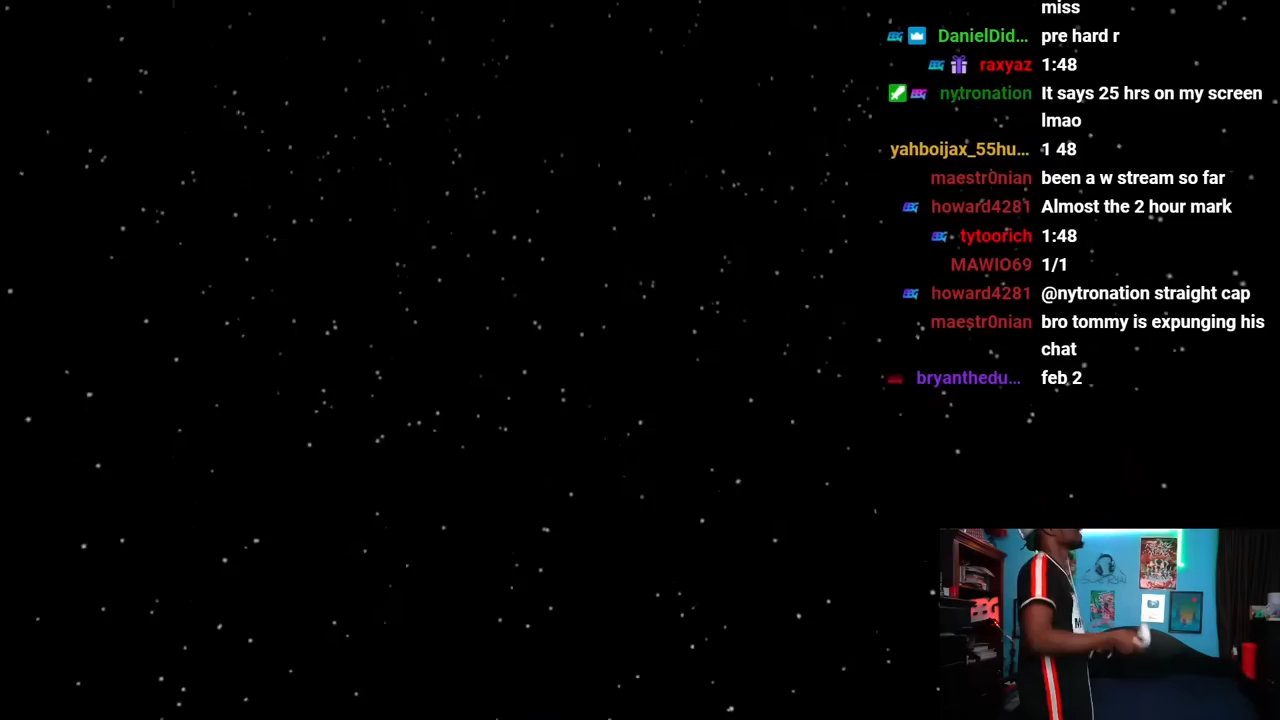 miss
DanielDid… pre hard r
raxyaz 1:48
nytronation It says 25 hrs on my screen
lmao
yahboijax_55hu… 1 48
maestr0nian been a w stream so far
howard4281 Almost the 2 hour mark
tytoorich 1:48
MAWIO69 1/1
howard4281 @nytronation straight cap
maestr0nian bro tommy is expunging his
chat
bryanthedu… feb 2